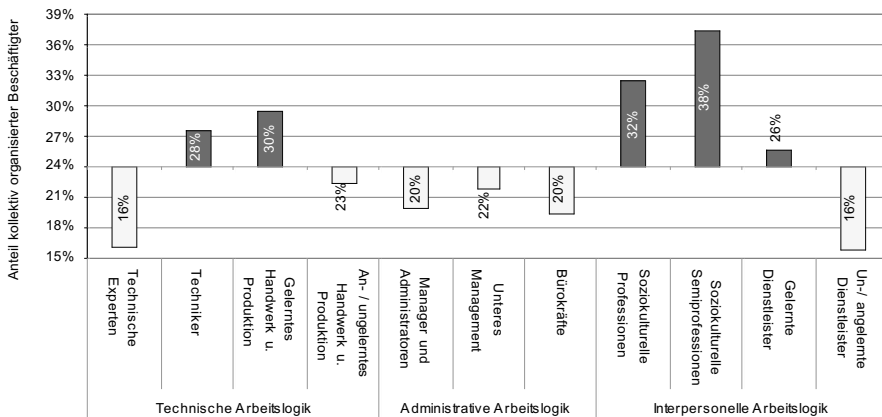 Anteil kollektiv organisierter Beschäftigter
39%
36%
33%
30%
27%
24%
21%
18%
15%
16%
28%
30%
23%
20%
22%
20%
32%
38%
26%
16%
Technische
Experten
Techniker
Gelerntes
Handwerk u.
Produktion
An- / ungelerntes
Handwerk u.
Produktion
Manager und
Administratoren
Unteres
Management
Bürokräfte
Soziokulturelle
Professionen
Soziokulturelle
Semiprofessionen
Gelernte
Dienstleister
Un-/ angelernte
Dienstleister
Technische Arbeitslogik
Administrative Arbeitslogik
Interpersonelle Arbeitslogik